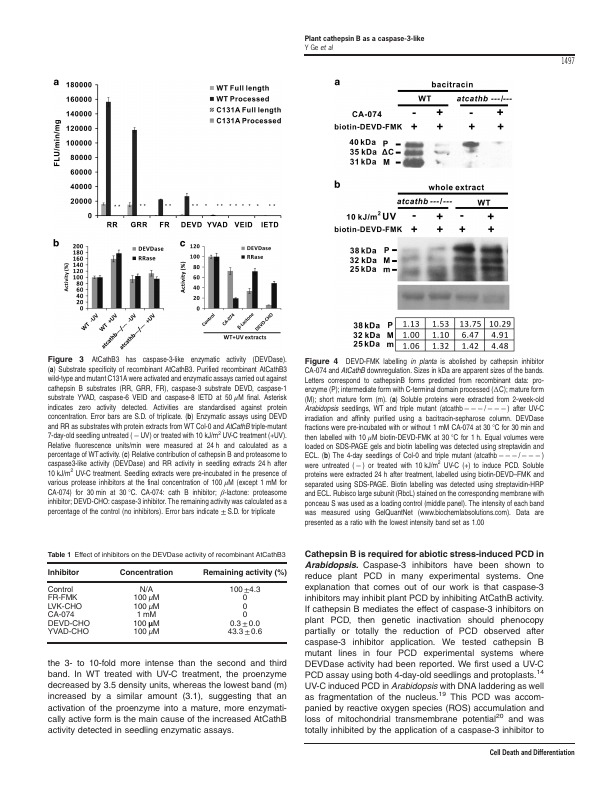 Plant cathepsin B as a caspase-3-like
Y Ge et al
1497
a
180000
160000
140000
120000
100000
80000
60000
40000
20000
0
FLU/min/mg
WT Full length
WT Processed
C131A Full length
C131A Processed
RR GRR FR DEVD YVAD VEID IETD
b
200
180
160
140
120
100
80
60
40
20
0
Activity (%)
DEVDase
RRase
WT -UV
WT +UV
atcathb---/--- -UV
atcathb---/--- +UV
c
120
100
80
60
40
20
0
Activity (%)
DEVDase
RRase
Control
CA-074
β-Lactone
DEVD-CHO
WT+UV extracts
Figure 3 AtCathB3 has caspase-3-like enzymatic activity (DEVDase).
(a) Substrate specificity of recombinant AtCathB3. Purified recombinant AtCathB3
wild-type and mutant C131A were activated and enzymatic assays carried out against
cathepsin B substrates (RR, GRR, FR), caspase-3 substrate DEVD, caspase-1
substrate YVAD, caspase-6 VEID and caspase-8 IETD at 50 μM final. Asterisk
indicates zero activity detected. Activities are standardised against protein
concentration. Error bars are S.D. of triplicate. (b) Enzymatic assays using DEVD
and RR as substrates with protein extracts from WT Col-0 and AtCATHB triple-mutant
7-day-old seedling untreated (−UV) or treated with 10 kJ/m² UV-C treatment (+UV).
Relative fluorescence units/min were measured at 24 h and calculated as a
percentage of WT activity. (c) Relative contribution of cathepsin B and proteasome to
caspase3-like activity (DEVDase) and RR activity in seedling extracts 24 h after
10 kJ/m² UV-C treatment. Seedling extracts were pre-incubated in the presence of
various protease inhibitors at the final concentration of 100 μM (except 1 mM for
CA-074) for 30 min at 30 °C. CA-074: cath B inhibitor; β-lactone: proteasome
inhibitor; DEVD-CHO: caspase-3 inhibitor. The remaining activity was calculated as a
percentage of the control (no inhibitors). Error bars indicate ± S.D. for triplicate
Table 1 Effect of inhibitors on the DEVDase activity of recombinant AtCathB3
Inhibitor Concentration Remaining activity (%)
Control N/A 100±4.3
FR-FMK 100 μM 0
LVK-CHO 100 μM 0
CA-074 1 mM 0
DEVD-CHO 100 μM 0.3±0.0
YVAD-CHO 100 μM 43.3±0.6
the 3- to 10-fold more intense than the second and third
band. In WT treated with UV-C treatment, the proenzyme
decreased by 3.5 density units, whereas the lowest band (m)
increased by a similar amount (3.1), suggesting that an
activation of the proenzyme into a mature, more enzymati-
cally active form is the main cause of the increased AtCathB
activity detected in seedling enzymatic assays.
a
bacitracin
WT atcathb ---/---
CA-074 - + - +
biotin-DEVD-FMK + + + +
40 kDa P
35 kDa ΔC
31 kDa M
b
whole extract
atcathb ---/--- WT
10 kJ/m² UV - + - +
biotin-DEVD-FMK + + + +
38 kDa P
32 kDa M
25 kDa m
38 kDa P 1.13 1.53 13.75 10.29
32 kDa M 1.00 1.10 6.47 4.91
25 kDa m 1.06 1.32 1.42 4.48
Figure 4 DEVD-FMK labelling in planta is abolished by cathepsin inhibitor
CA-074 and AtCathB downregulation. Sizes in kDa are apparent sizes of the bands.
Letters correspond to cathepsin B forms predicted from recombinant data: pro-
enzyme (P); intermediate form with C-terminal domain processed (ΔC); mature form
(M); short mature form (m). (a) Soluble proteins were extracted from 2-week-old
Arabidopsis seedlings, WT and triple mutant (atcathb−−−/−−−) after UV-C
irradiation and affinity purified using a bacitracin-sepharose column. DEVDase
fractions were pre-incubated with or without 1 mM CA-074 at 30 °C for 30 min and
then labelled with 10 μM biotin-DEVD-FMK at 30 °C for 1 h. Equal volumes were
loaded on SDS-PAGE gels and biotin labelling was detected using streptavidin and
ECL. (b) The 4-day seedlings of Col-0 and triple mutant (atcathb−−−/−−−)
were untreated (−) or treated with 10 kJ/m² UV-C (+) to induce PCD. Soluble
proteins were extracted 24 h after treatment, labelled using biotin-DEVD–FMK and
separated using SDS-PAGE. Biotin labelling was detected using streptavidin-HRP
and ECL. Rubisco large subunit (RbcL) stained on the corresponding membrane with
ponceau S was used as a loading control (middle panel). The intensity of each band
was measured using GelQuantNet (www.biochemlabsolutions.com). Data are
presented as a ratio with the lowest intensity band set as 1.00
Cathepsin B is required for abiotic stress-induced PCD in
Arabidopsis. Caspase-3 inhibitors have been shown to
reduce plant PCD in many experimental systems. One
explanation that comes out of our work is that caspase-3
inhibitors may inhibit plant PCD by inhibiting AtCathB activity.
If cathepsin B mediates the effect of caspase-3 inhibitors on
plant PCD, then genetic inactivation should phenocopy
partially or totally the reduction of PCD observed after
caspase-3 inhibitor application. We tested cathepsin B
mutant lines in four PCD experimental systems where
DEVDase activity had been reported. We first used a UV-C
PCD assay using both 4-day-old seedlings and protoplasts.¹⁴
UV-C induced PCD in Arabidopsis with DNA laddering as well
as fragmentation of the nucleus.¹⁹ This PCD was accom-
panied by reactive oxygen species (ROS) accumulation and
loss of mitochondrial transmembrane potential²⁰ and was
totally inhibited by the application of a caspase-3 inhibitor to
Cell Death and Differentiation